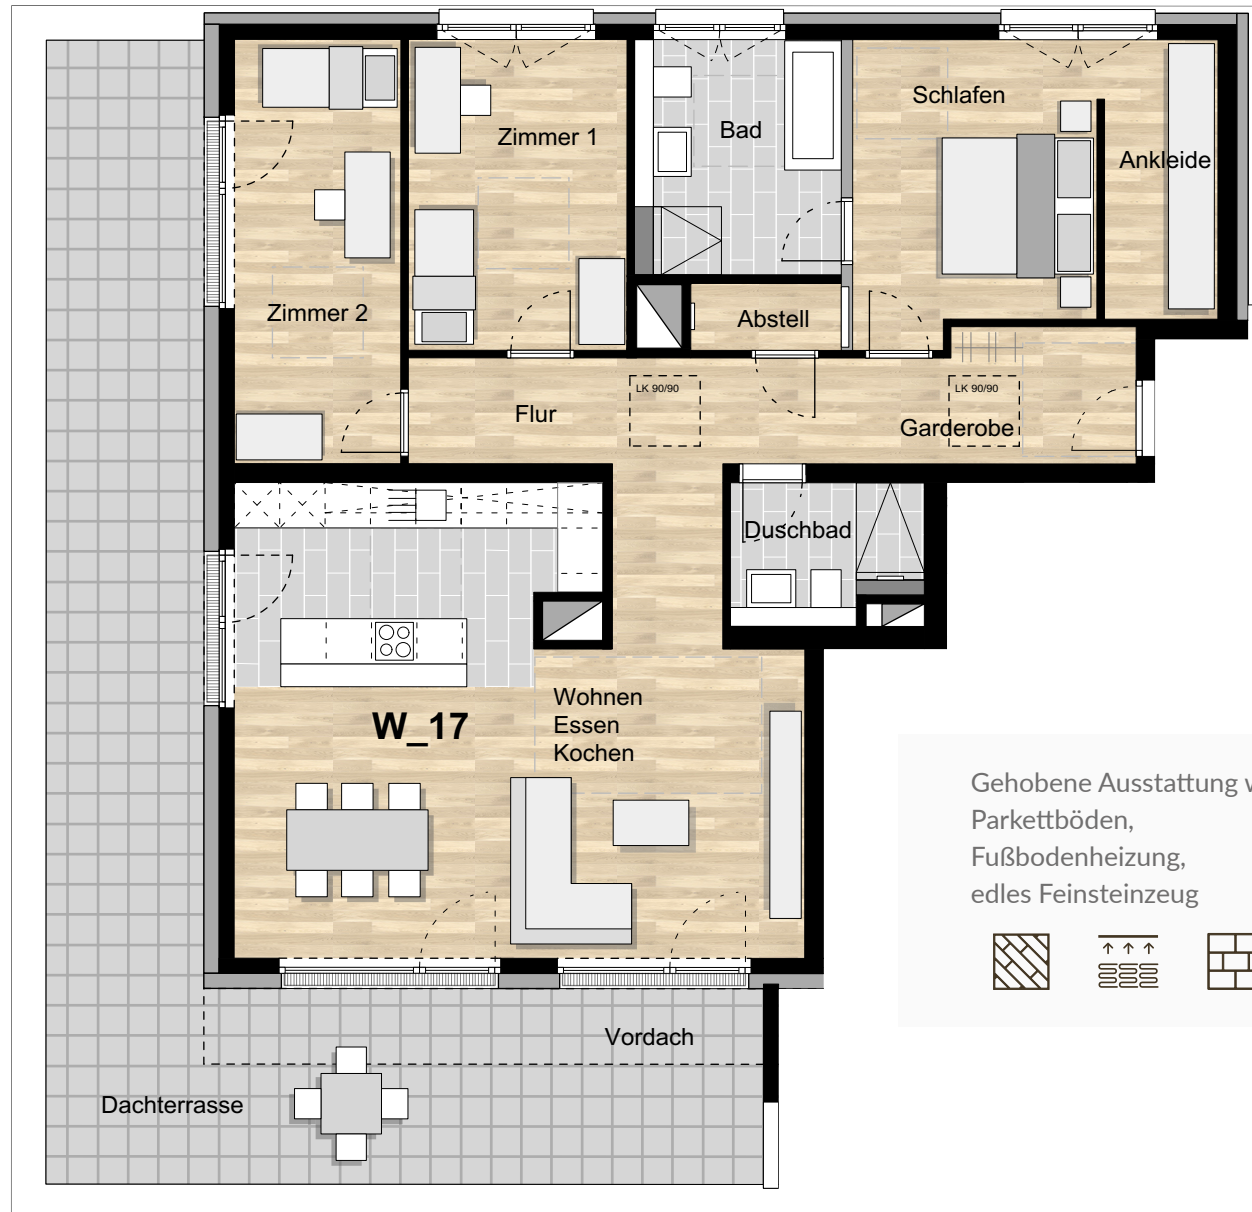 Schlafen
Bad
Zimmer 1
Ankleide
Zimmer 2
Abstell
LK 90/90
LK 90/90
Flur
Garderobe
Duschbad
Wohnen
Essen
Kochen
W_17
Gehobene Ausstattung
Parkettböden,
Fußbodenheizung,
edles Feinsteinzeug
Vordach
Dachterrasse